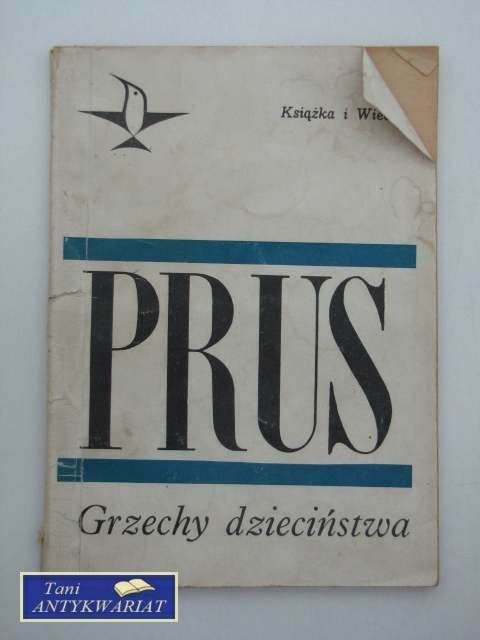 Książka i
PRUS
Grzechy dzieciństwa
Tani
ANTYKWARIAT